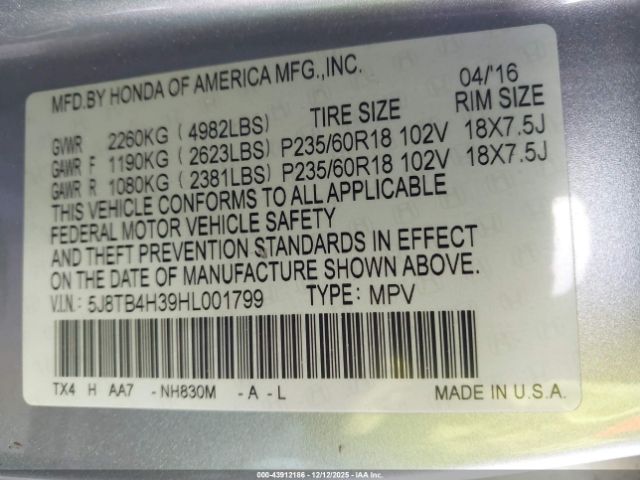 MFD.BY HONDA OF AMERICA MFG.,INC. 04/'16
TIRE SIZE RIM SIZE
GVWR 2260KG ( 4982LBS)
GAWR F 1190KG ( 2623LBS) P235/60R18 102V 18X7.5J
GAWR R 1080KG ( 2381LBS) P235/60R18 102V 18X7.5J
THIS VEHICLE CONFORMS TO ALL APPLICABLE
FEDERAL MOTOR VEHICLE SAFETY
AND THEFT PREVENTION STANDARDS IN EFFECT
ON THE DATE OF MANUFACTURE SHOWN ABOVE.
V.I.N: 5J8TB4H39HL001799 TYPE: MPV
TX4 H AA7 -NH830M - A - L MADE IN U.S.A.
000-43912186 - 12/12/2025 - IAA3PLCF